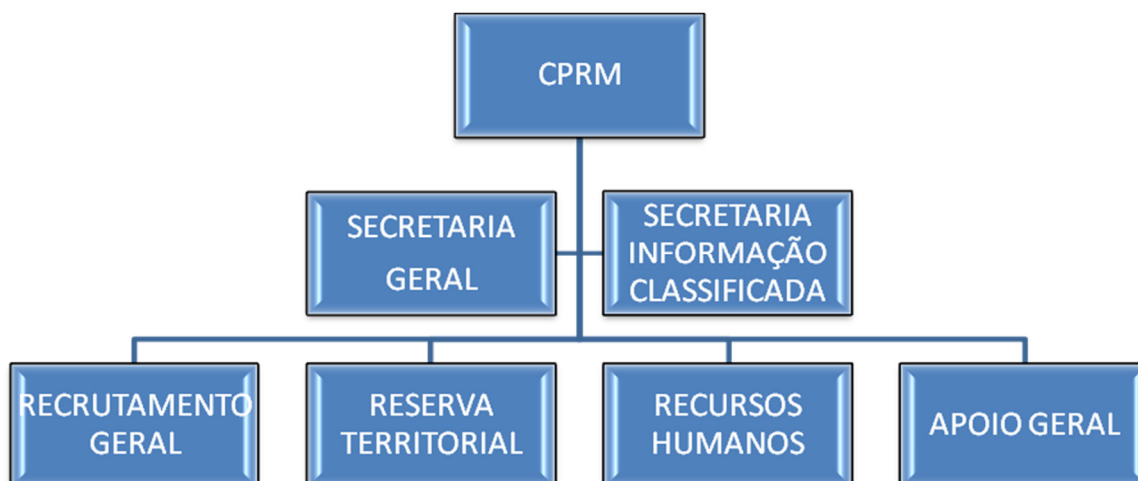 CPRM
SECRETARIA
GERAL
SECRETARIA
INFORMAÇÃO
CLASSIFICADA
RECRUTAMENTO
GERAL
RESERVA
TERRITORIAL
RECURSOS
HUMANOS
APOIO GERAL